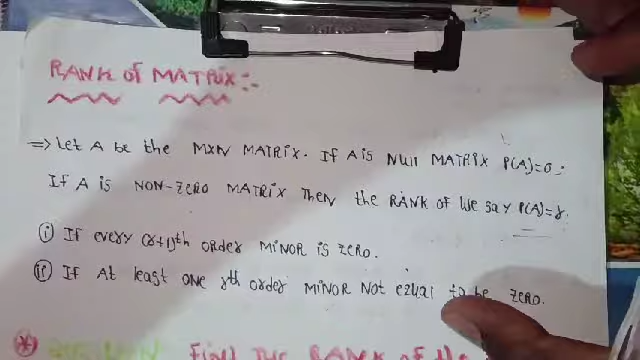 RANK of MATRIX:-
⇒ Let A be the MXN MATRIX. If A is Null MATRIX P(A)=0;
If A is NON-ZERO MATRIX Then the RANK of We say P(A)=r.
(i) If every (r+1)th order MINOR is ZERO.
(ii) If At least ONE rth order MINOR Not ezual to be ZERO.
Find the RANK of the